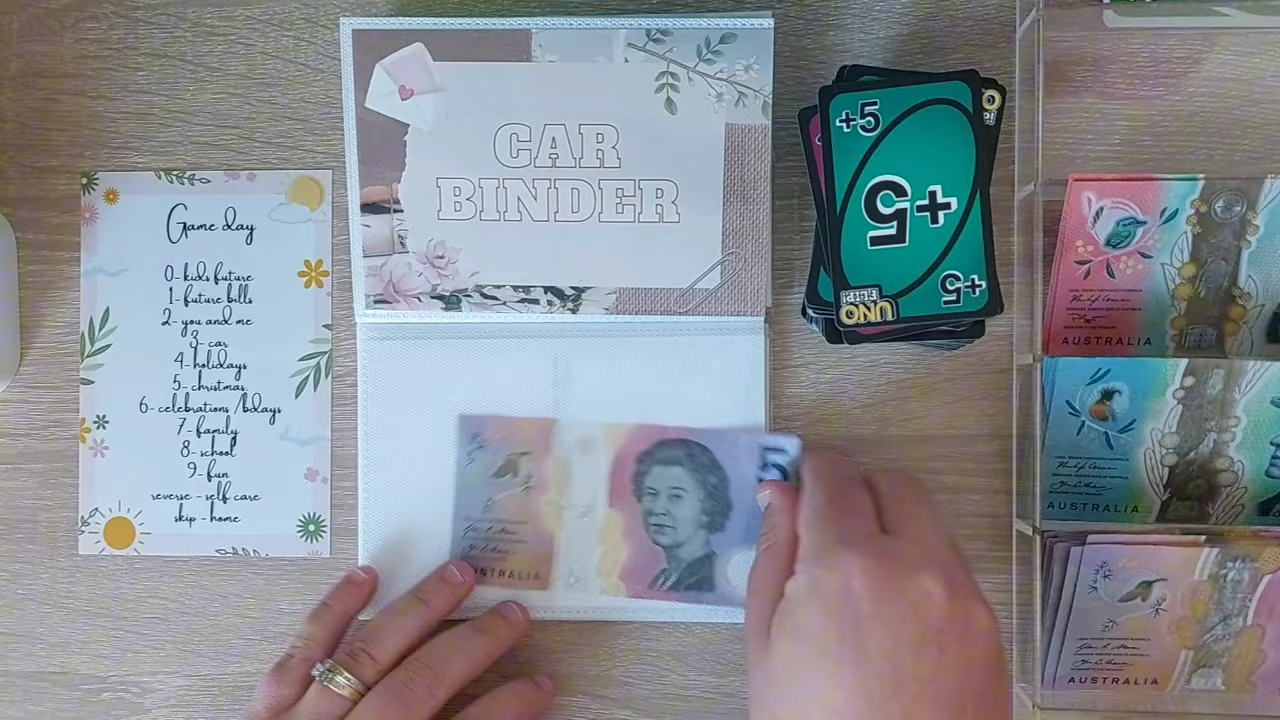 Game day
0- kids future
1- future bills
2- you and me
3- car
4- holidays
5- christmas
6- celebrations /bdays
7- family
8- school
9- fun
reverse - self care
skip - home
CAR
BINDER
+5
+5
+5
UNO
FLIP!
5
AUSTRALIA
AUSTRALIA
AUSTRALIA
AUSTRALIA